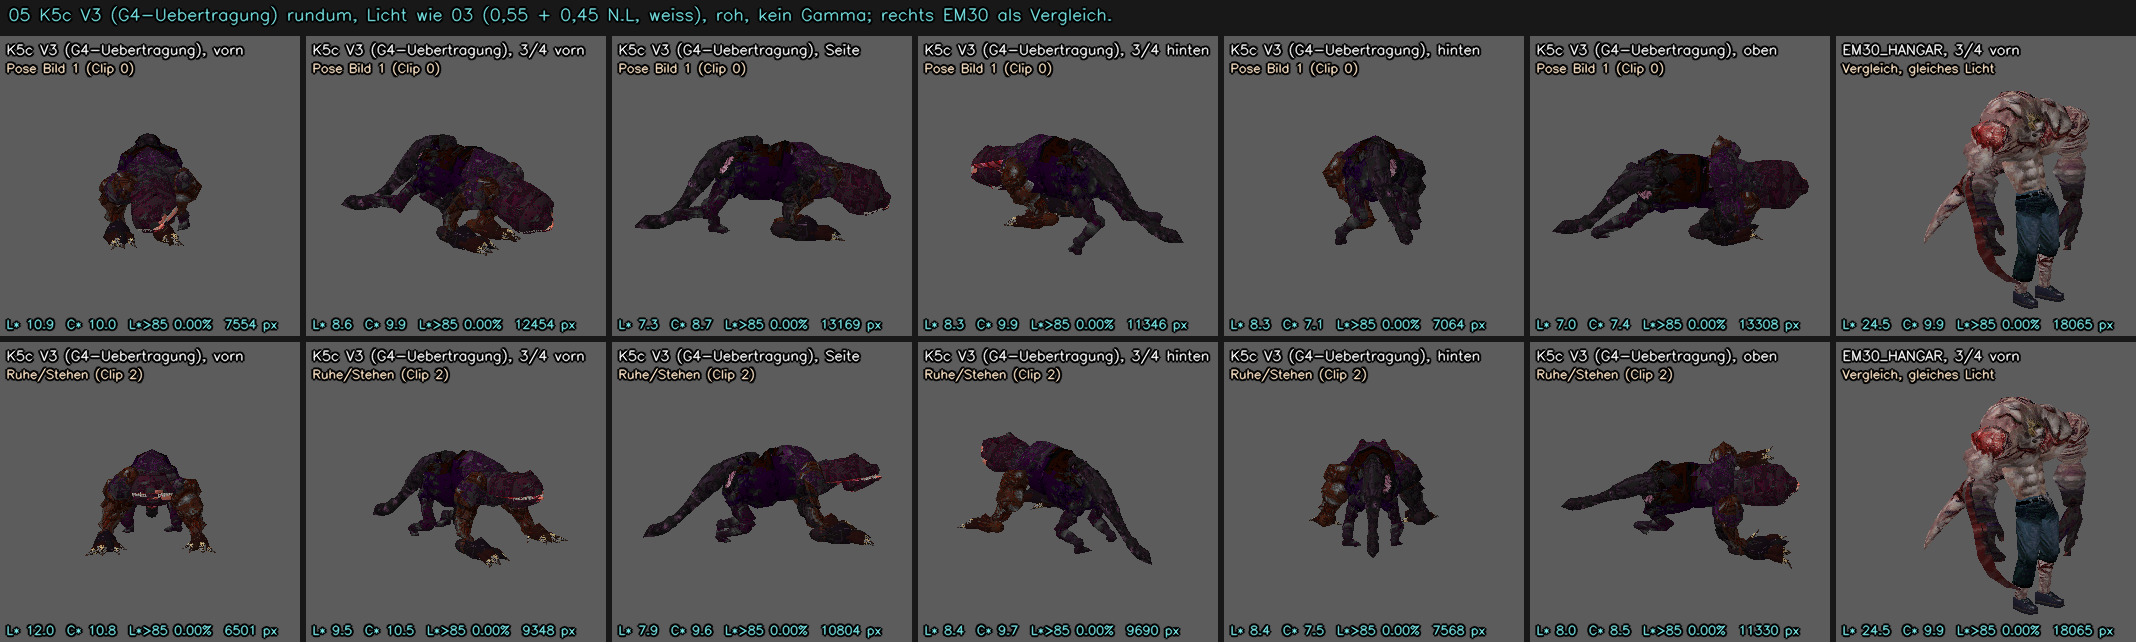 05 K5c V3 (G4-Uebertragung) rundum, Licht wie 03 (0,55 + 0,45 N.L, weiss), roh, kein Gamma; rechts EM30 als Vergleich.
K5c V3 (G4-Uebertragung), vorn
Pose Bild 1 (Clip 0)
L* 10.9 C* 10.0 L*>85 0.00% 7554 px
K5c V3 (G4-Uebertragung), 3/4 vorn
Pose Bild 1 (Clip 0)
L* 8.6 C* 9.9 L*>85 0.00% 12454 px
K5c V3 (G4-Uebertragung), Seite
Pose Bild 1 (Clip 0)
L* 7.3 C* 8.7 L*>85 0.00% 13169 px
K5c V3 (G4-Uebertragung), 3/4 hinten
Pose Bild 1 (Clip 0)
L* 8.3 C* 9.9 L*>85 0.00% 11346 px
K5c V3 (G4-Uebertragung), hinten
Pose Bild 1 (Clip 0)
L* 8.3 C* 7.1 L*>85 0.00% 7064 px
K5c V3 (G4-Uebertragung), oben
Pose Bild 1 (Clip 0)
L* 7.0 C* 7.4 L*>85 0.00% 13308 px
EM30_HANGAR, 3/4 vorn
Vergleich, gleiches Licht
L* 24.5 C* 9.9 L*>85 0.00% 18065 px
K5c V3 (G4-Uebertragung), vorn
Ruhe/Stehen (Clip 2)
L* 12.0 C* 10.8 L*>85 0.00% 6501 px
K5c V3 (G4-Uebertragung), 3/4 vorn
Ruhe/Stehen (Clip 2)
L* 9.5 C* 10.5 L*>85 0.00% 9348 px
K5c V3 (G4-Uebertragung), Seite
Ruhe/Stehen (Clip 2)
L* 7.9 C* 9.6 L*>85 0.00% 10804 px
K5c V3 (G4-Uebertragung), 3/4 hinten
Ruhe/Stehen (Clip 2)
L* 8.4 C* 9.7 L*>85 0.00% 9690 px
K5c V3 (G4-Uebertragung), hinten
Ruhe/Stehen (Clip 2)
L* 8.4 C* 7.5 L*>85 0.00% 7568 px
K5c V3 (G4-Uebertragung), oben
Ruhe/Stehen (Clip 2)
L* 8.0 C* 8.5 L*>85 0.00% 11330 px
EM30_HANGAR, 3/4 vorn
Vergleich, gleiches Licht
L* 24.5 C* 9.9 L*>85 0.00% 18065 px